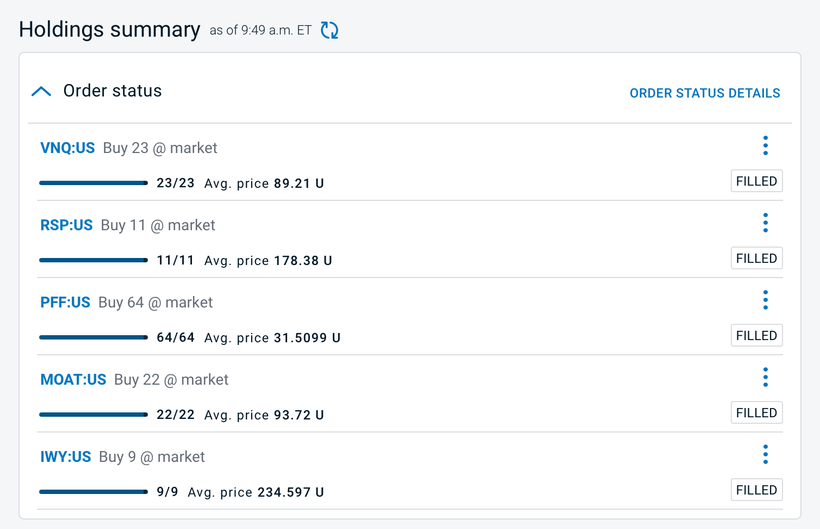 Holdings summary as of 9:49 a.m. ET
Order status ORDER STATUS DETAILS
VNQ:US Buy 23 @ market
23/23 Avg. price 89.21 U FILLED
RSP:US Buy 11 @ market
11/11 Avg. price 178.38 U FILLED
PFF:US Buy 64 @ market
64/64 Avg. price 31.5099 U FILLED
MOAT:US Buy 22 @ market
22/22 Avg. price 93.72 U FILLED
IWY:US Buy 9 @ market
9/9 Avg. price 234.597 U FILLED